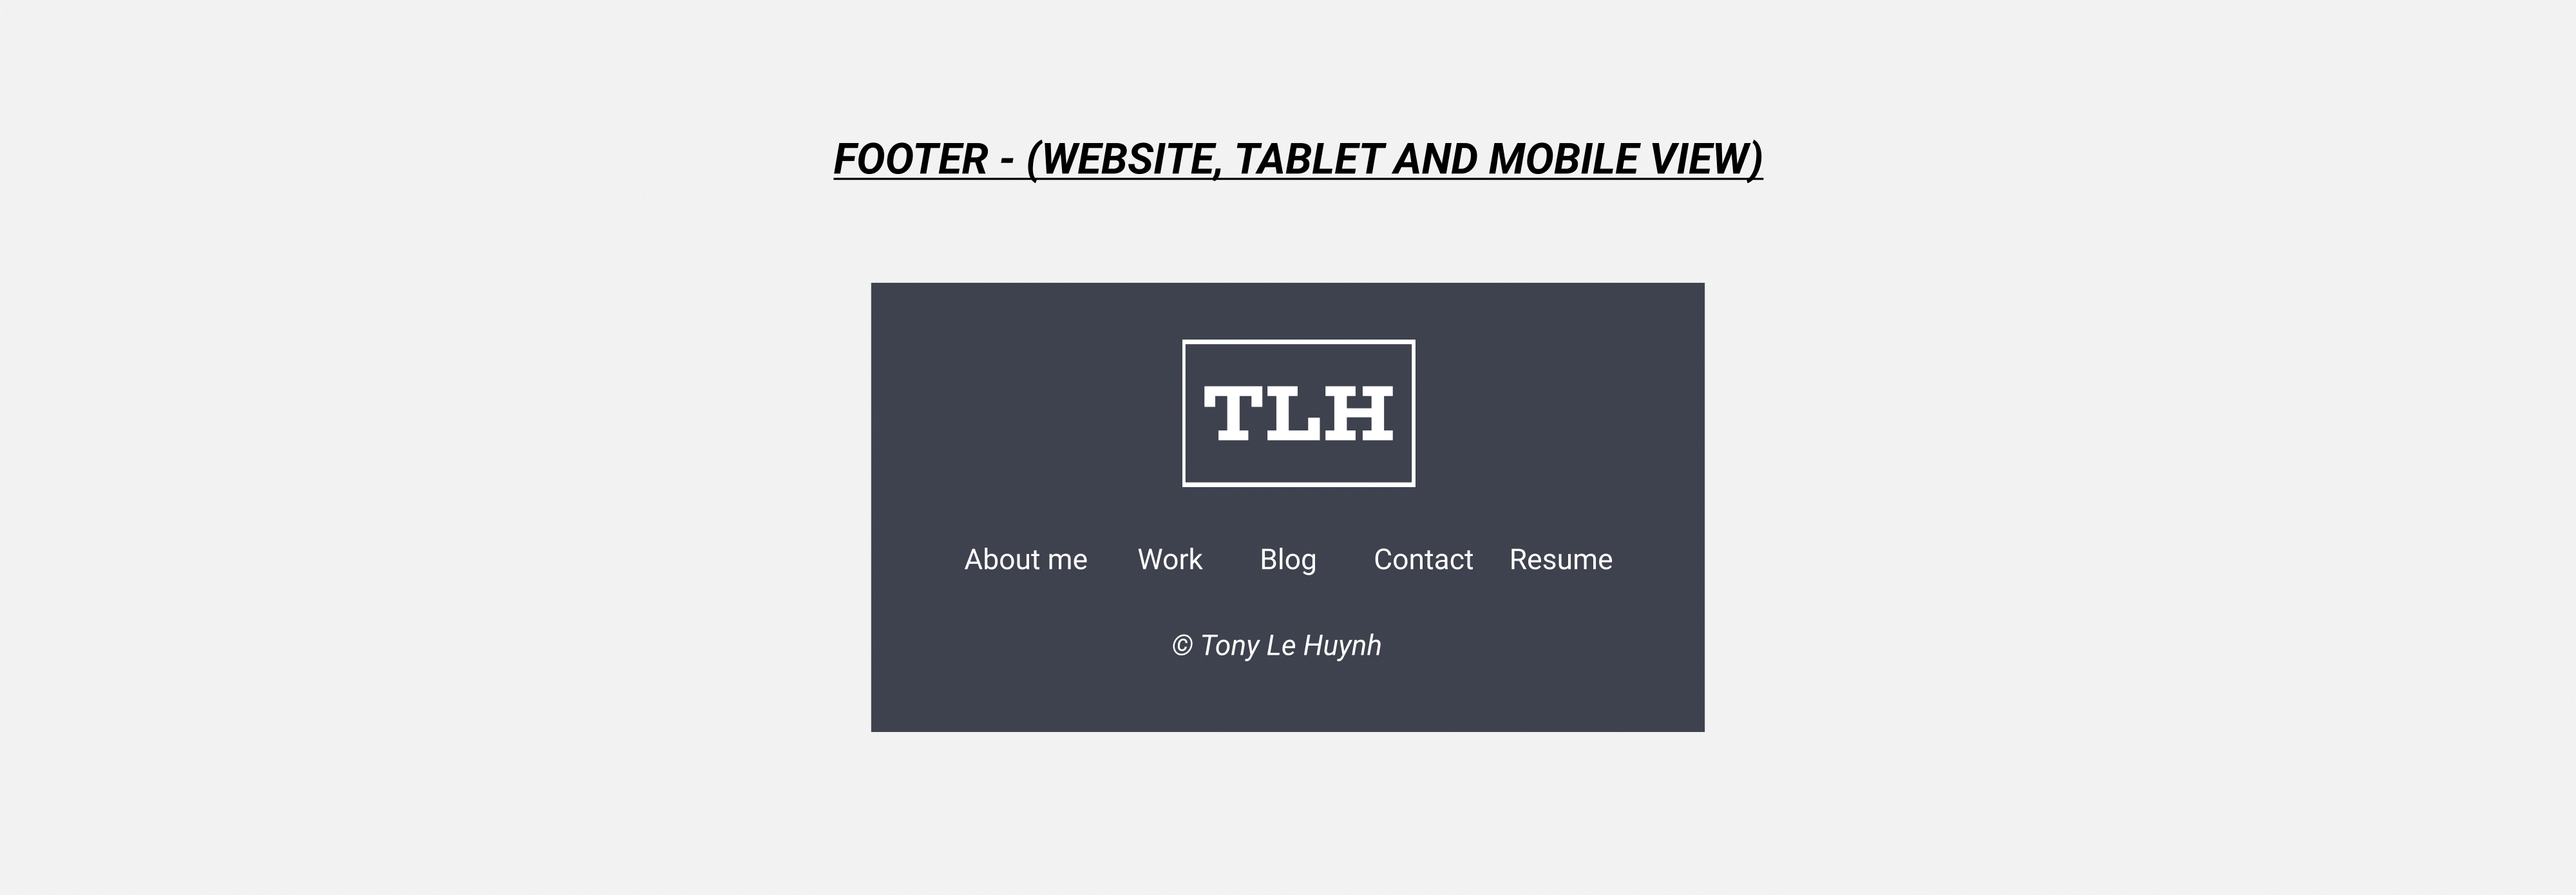 FOOTER - (WEBSITE, TABLET AND MOBILE VIEW)
TLH
About me Work Blog Contact Resume
© Tony Le Huynh